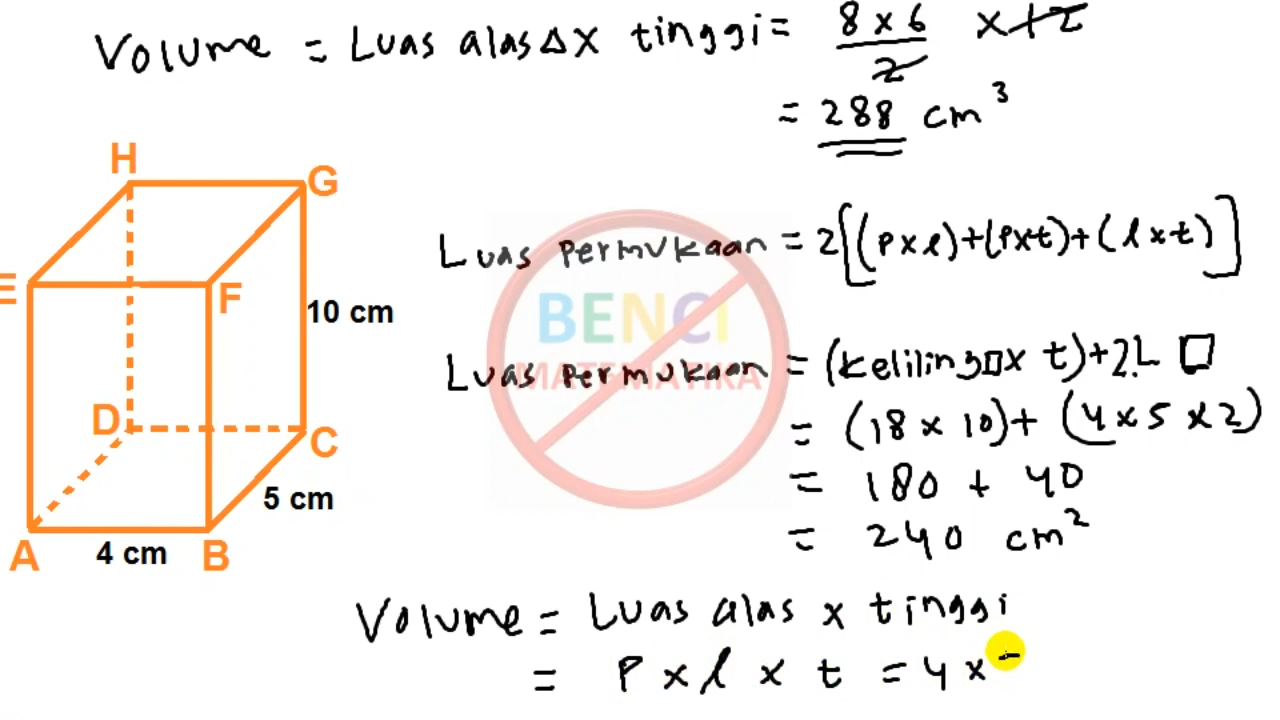 Volume = Luas alas Δ x tinggi = 8 x 6 / 2 x 12
= 288 cm³
H
G
E
F
10 cm
D
C
5 cm
A
4 cm
B
Luas Permukaan = 2[(p x l)+(p x t)+(l x t)]
BENCI
MATEMATIKA
Luas Permukaan = (Keliling □ x t)+2.L □
= (18 x 10)+ (4 x 5 x 2)
= 180 + 40
= 240 cm²
Volume = Luas alas x tinggi
= P x l x t = 4 x